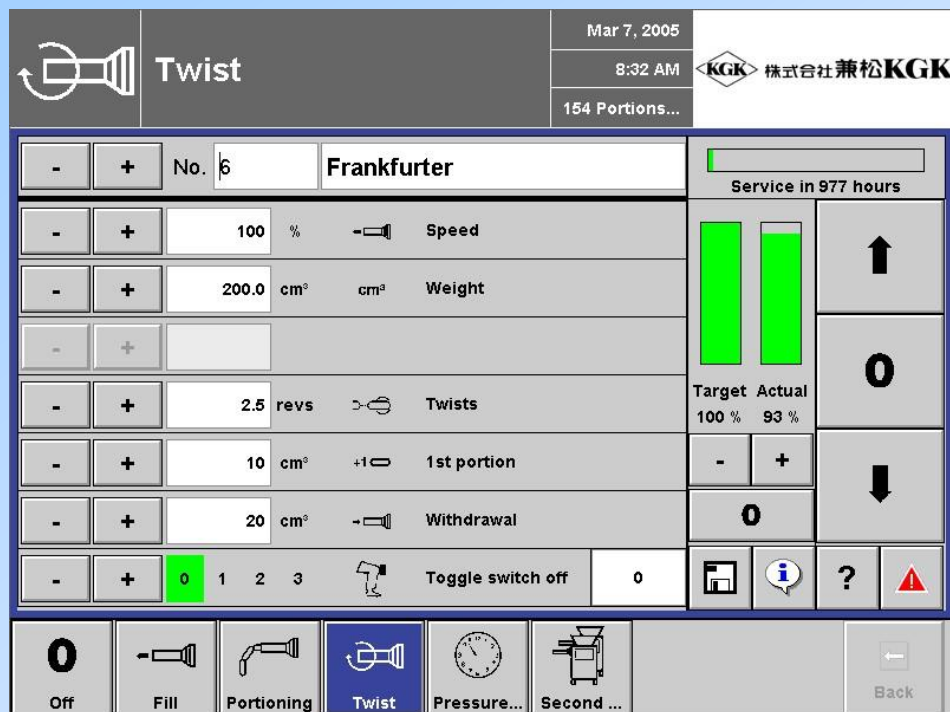 Twist
Mar 7, 2005
8:32 AM
154 Portions...
KGK 株式会社兼松KGK
- + No. 6 Frankfurter
Service in 977 hours
- + 100 % Speed
- + 200.0 cm³ cm³ Weight
- +
- + 2.5 revs Twists
- + 10 cm³ +1 1st portion
- + 20 cm³ Withdrawal
- + 0 1 2 3 Toggle switch off 0
0
Target Actual
100 % 93 %
- +
0
i ? !
0
Off
Fill
Portioning
Twist
Pressure...
Second ...
Back